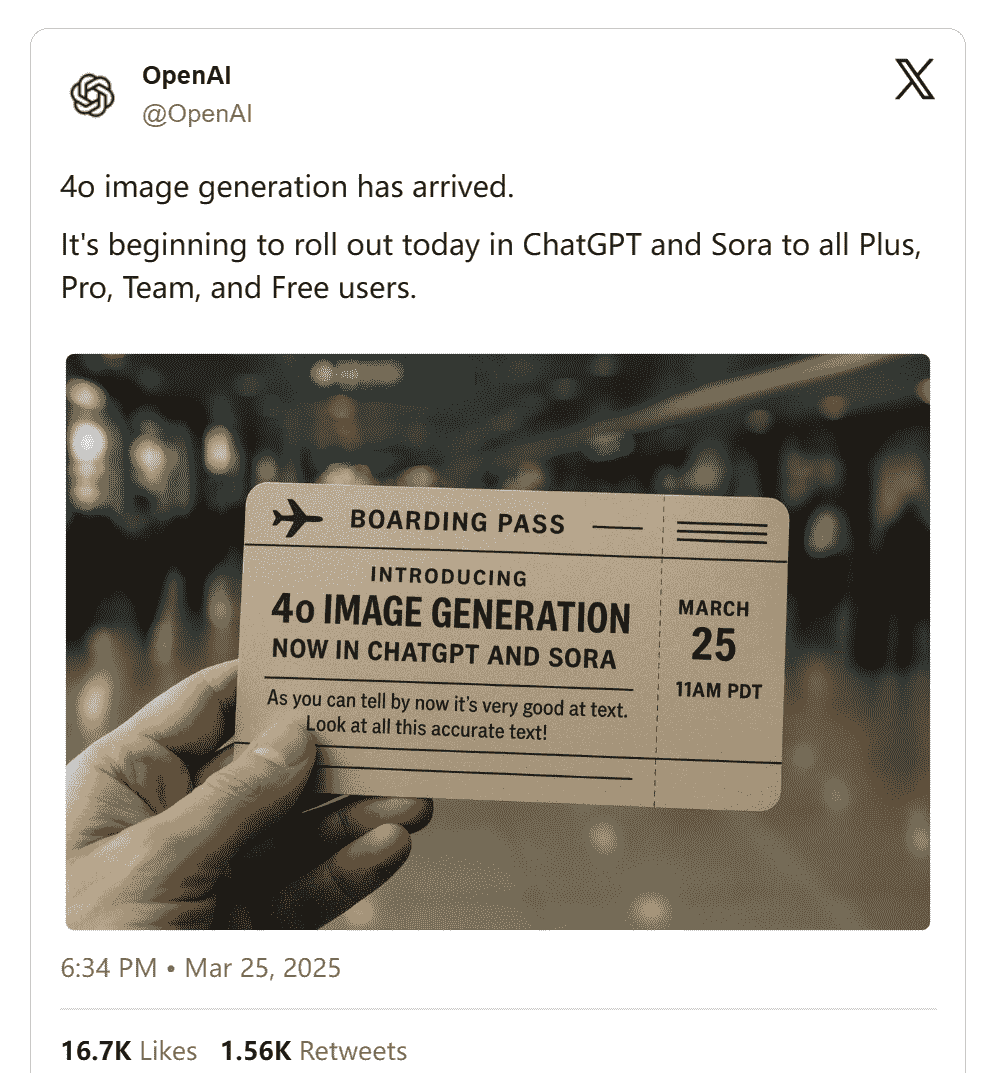 OpenAI
@OpenAI
4o image generation has arrived.
It's beginning to roll out today in ChatGPT and Sora to all Plus,
Pro, Team, and Free users.
BOARDING PASS
INTRODUCING
4o IMAGE GENERATION
NOW IN CHATGPT AND SORA
As you can tell by now it's very good at text.
Look at all this accurate text!
MARCH
25
11AM PDT
6:34 PM • Mar 25, 2025
16.7K Likes 1.56K Retweets